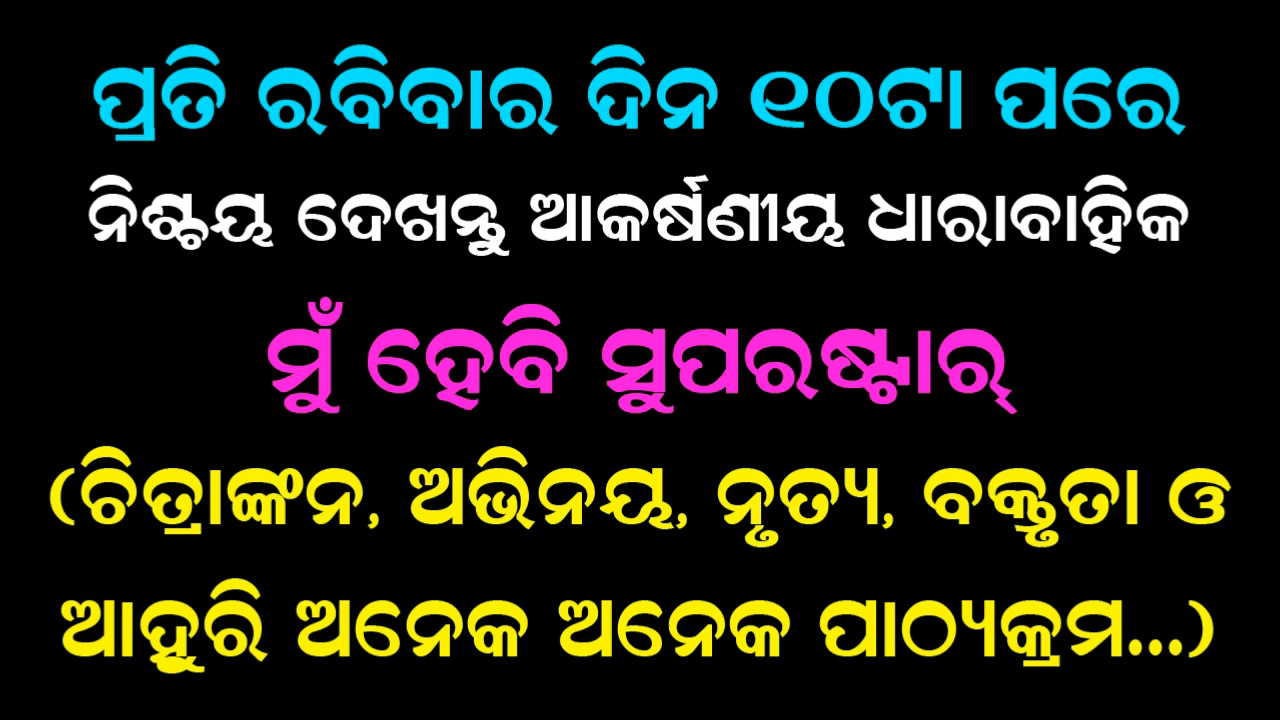 ପ୍ରତି ରବିବାର ଦିନ ୧୦ଟା ପରେ
ନିଶ୍ଚୟ ଦେଖନ୍ତୁ ଆକର୍ଷଣୀୟ ଧାରାବାହିକ
ମୁଁ ହେବି ସୁପରଷ୍ଟାର୍
(ଚିତ୍ରାଙ୍କନ, ଅଭିନୟ, ନୃତ୍ୟ, ବକ୍ତୃତା ଓ
ଆହୁରି ଅନେକ ଅନେକ ପାଠ୍ୟକ୍ରମ...)